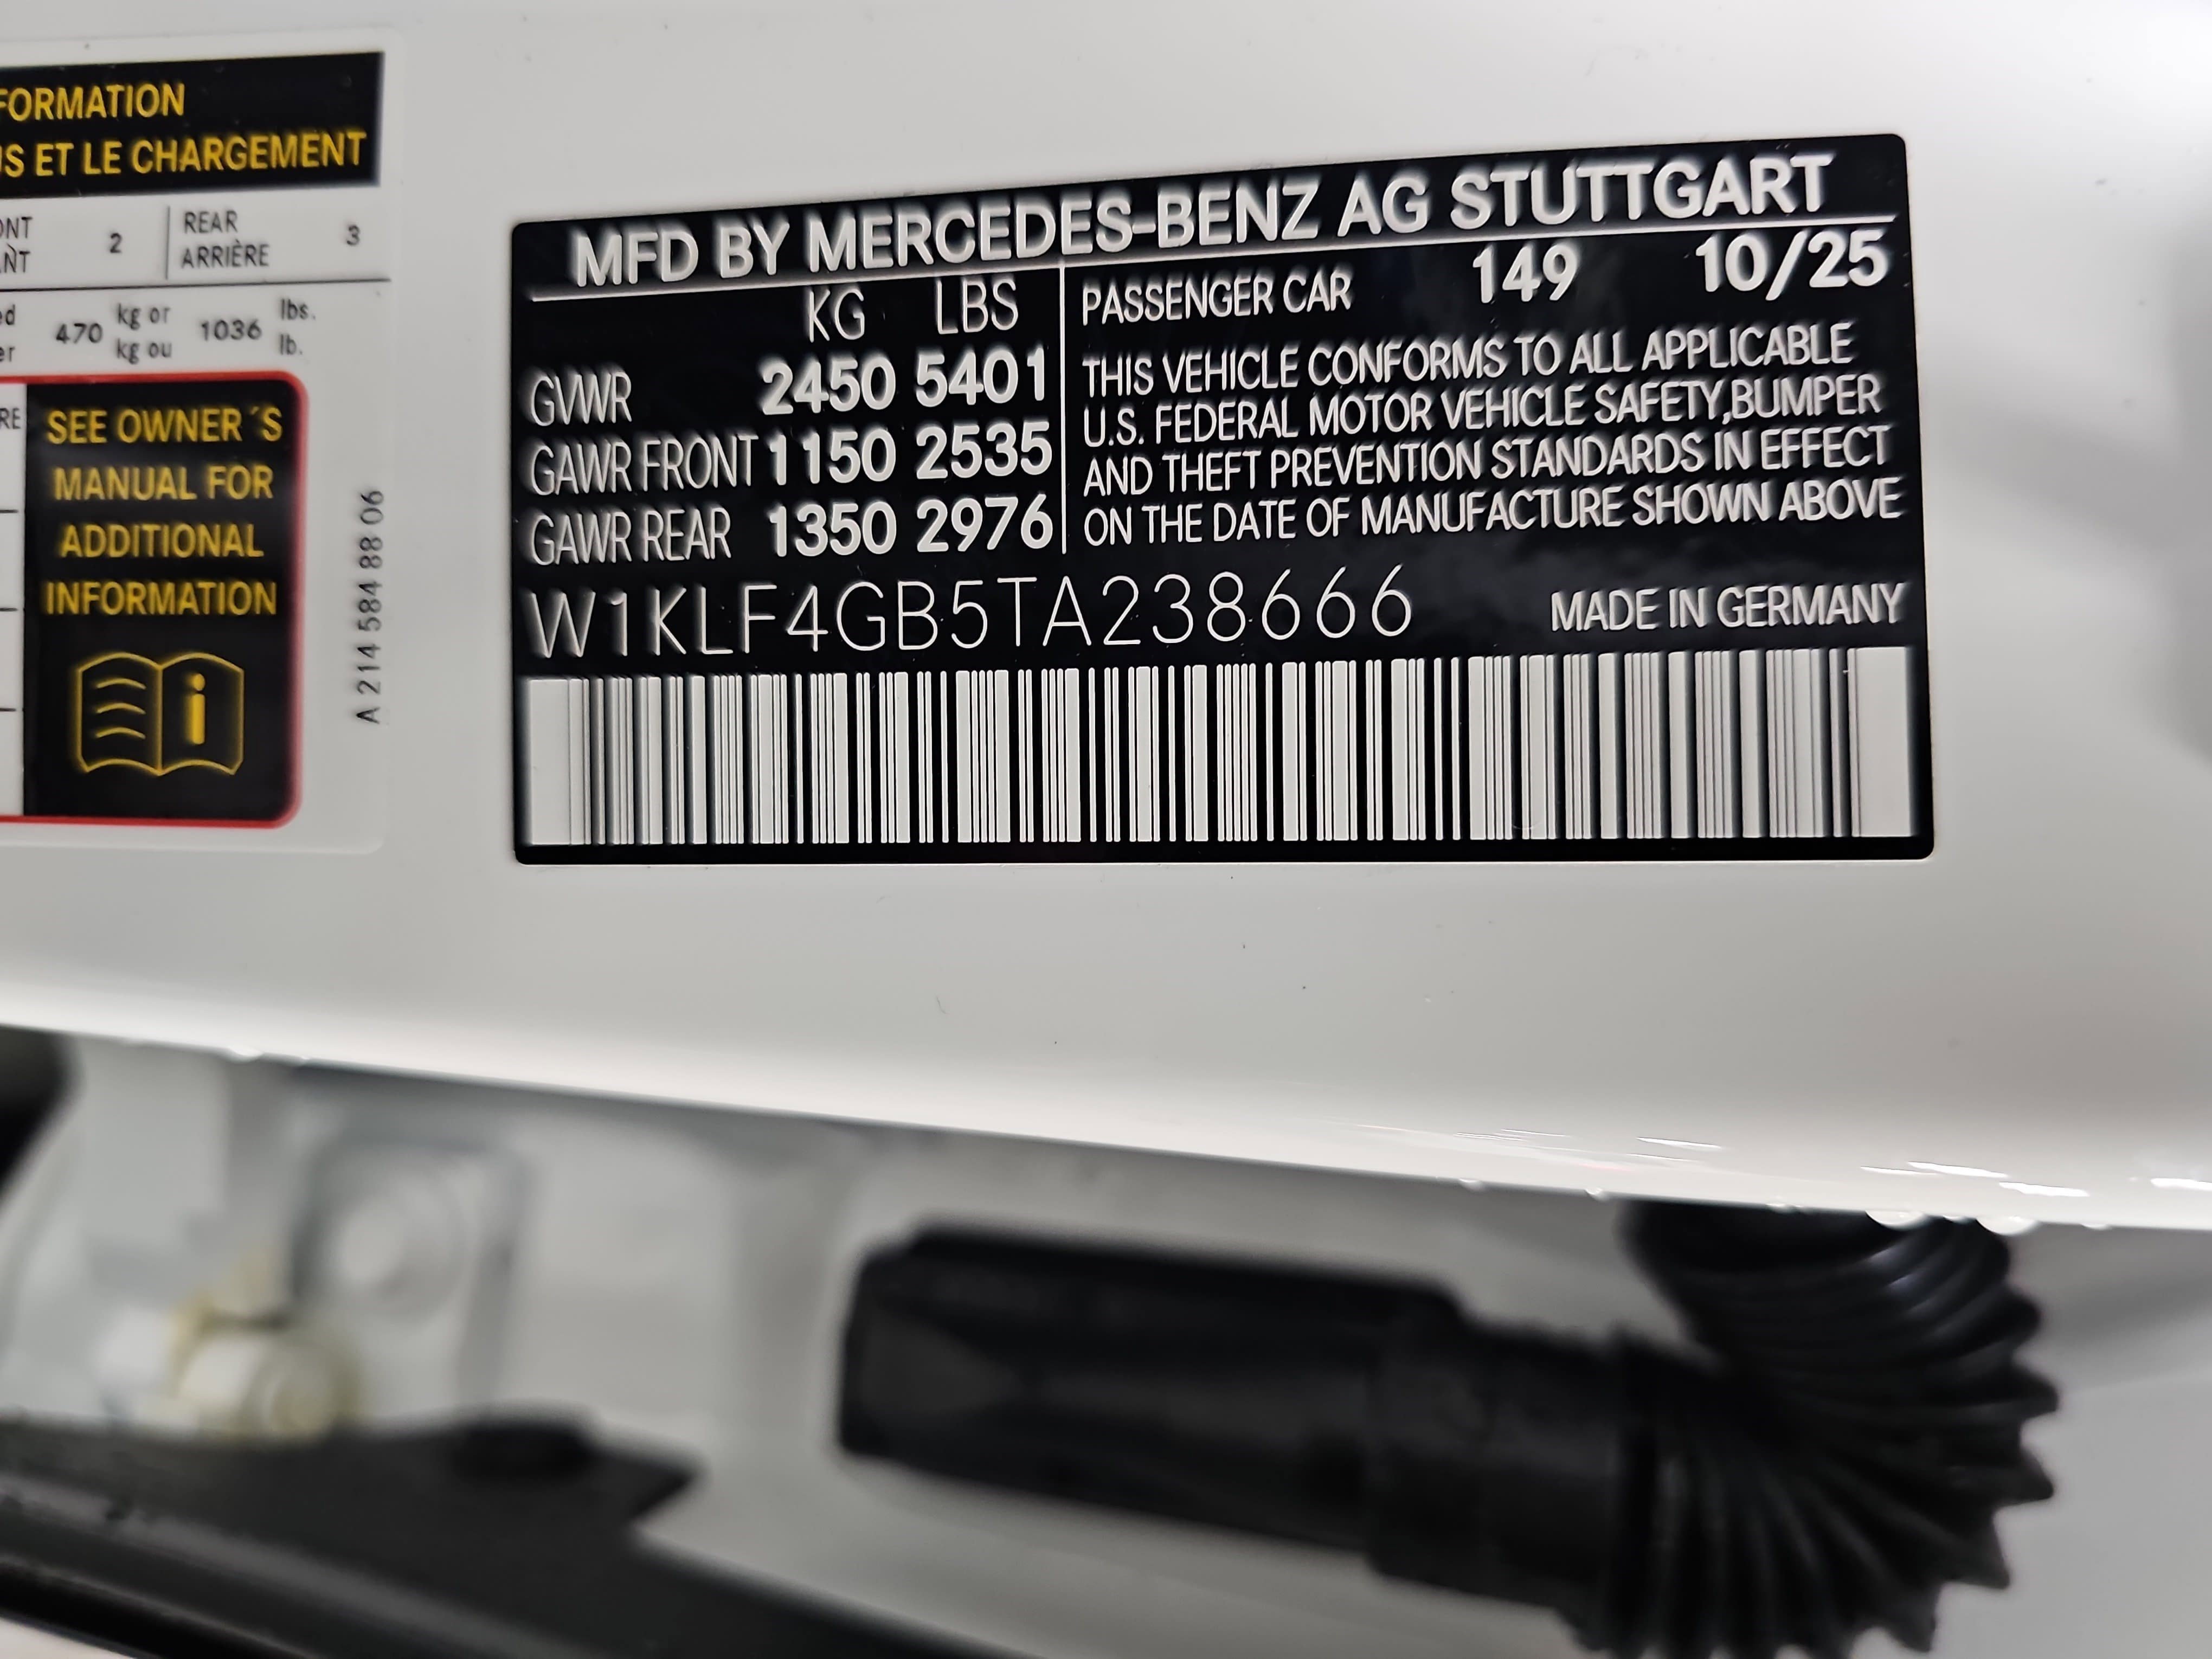 FORMATION
US ET LE CHARGEMENT
REAR
ARRIÈRE
2
3
470 kg or 1036 lbs.
kg ou lb.
SEE OWNER´S
MANUAL FOR
ADDITIONAL
INFORMATION
A 214 584 88 06
MFD BY MERCEDES-BENZ AG STUTTGART
KG LBS
GVWR 2450 5401
GAWR FRONT 1150 2535
GAWR REAR 1350 2976
PASSENGER CAR 149 10/25
THIS VEHICLE CONFORMS TO ALL APPLICABLE
U.S. FEDERAL MOTOR VEHICLE SAFETY,BUMPER
AND THEFT PREVENTION STANDARDS IN EFFECT
ON THE DATE OF MANUFACTURE SHOWN ABOVE
W1KLF4GB5TA238666 MADE IN GERMANY